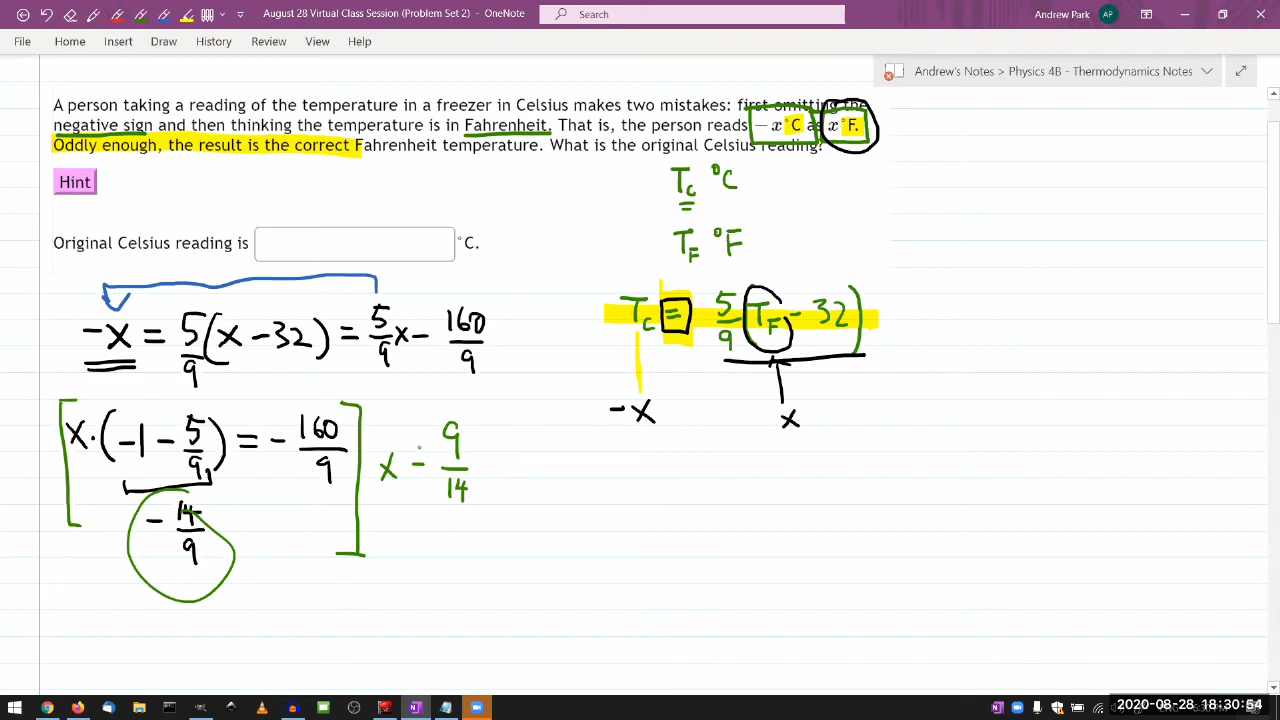 August 28 Virtual Class Session (Problem Set 2) - OneNote
Search
Andrew Park AP
File Home Insert Draw History Review View Help
Andrew's Notes > Physics 4B - Thermodynamics Notes
A person taking a reading of the temperature in a freezer in Celsius makes two mistakes: first omitting the
negative sign and then thinking the temperature is in Fahrenheit. That is, the person reads −x°C as x°F.
Oddly enough, the result is the correct Fahrenheit temperature. What is the original Celsius reading?
Hint
T_C °C
T_F °F
Original Celsius reading is °C.
T_C = 5/9 (T_F - 32)
-x = 5/9 (x - 32) = 5/9 x - 160/9
-x x
x·(-1 - 5/9) = - 160/9
x - 9/14
- 14/9
2020-08-28 18:30:54